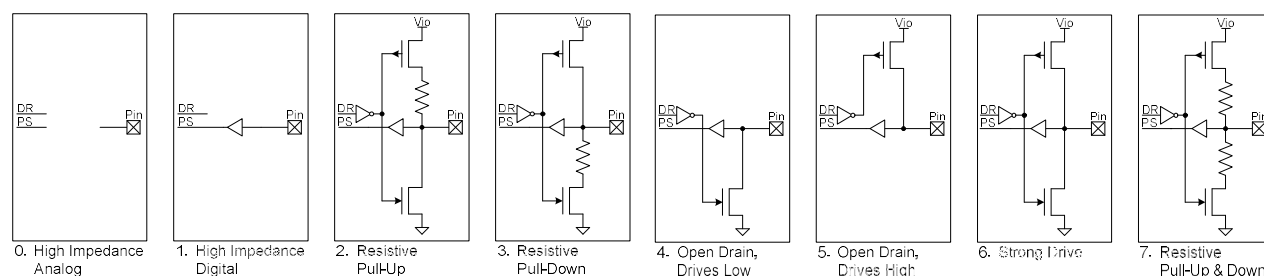 DR
PS
Pin
0. High Impedance
Analog
DR
PS
Pin
1. High Impedance
Digital
Vio
DR
PS
Pin
2. Resistive
Pull-Up
Vio
DR
PS
Pin
3. Resistive
Pull-Down
DR
PS
Pin
4. Open Drain,
Drives Low
Vio
DR
PS
Pin
5. Open Drain,
Drives High
Vio
DR
PS
Pin
6. Strong Drive
Vio
DR
PS
Pin
7. Resistive
Pull-Up & Down